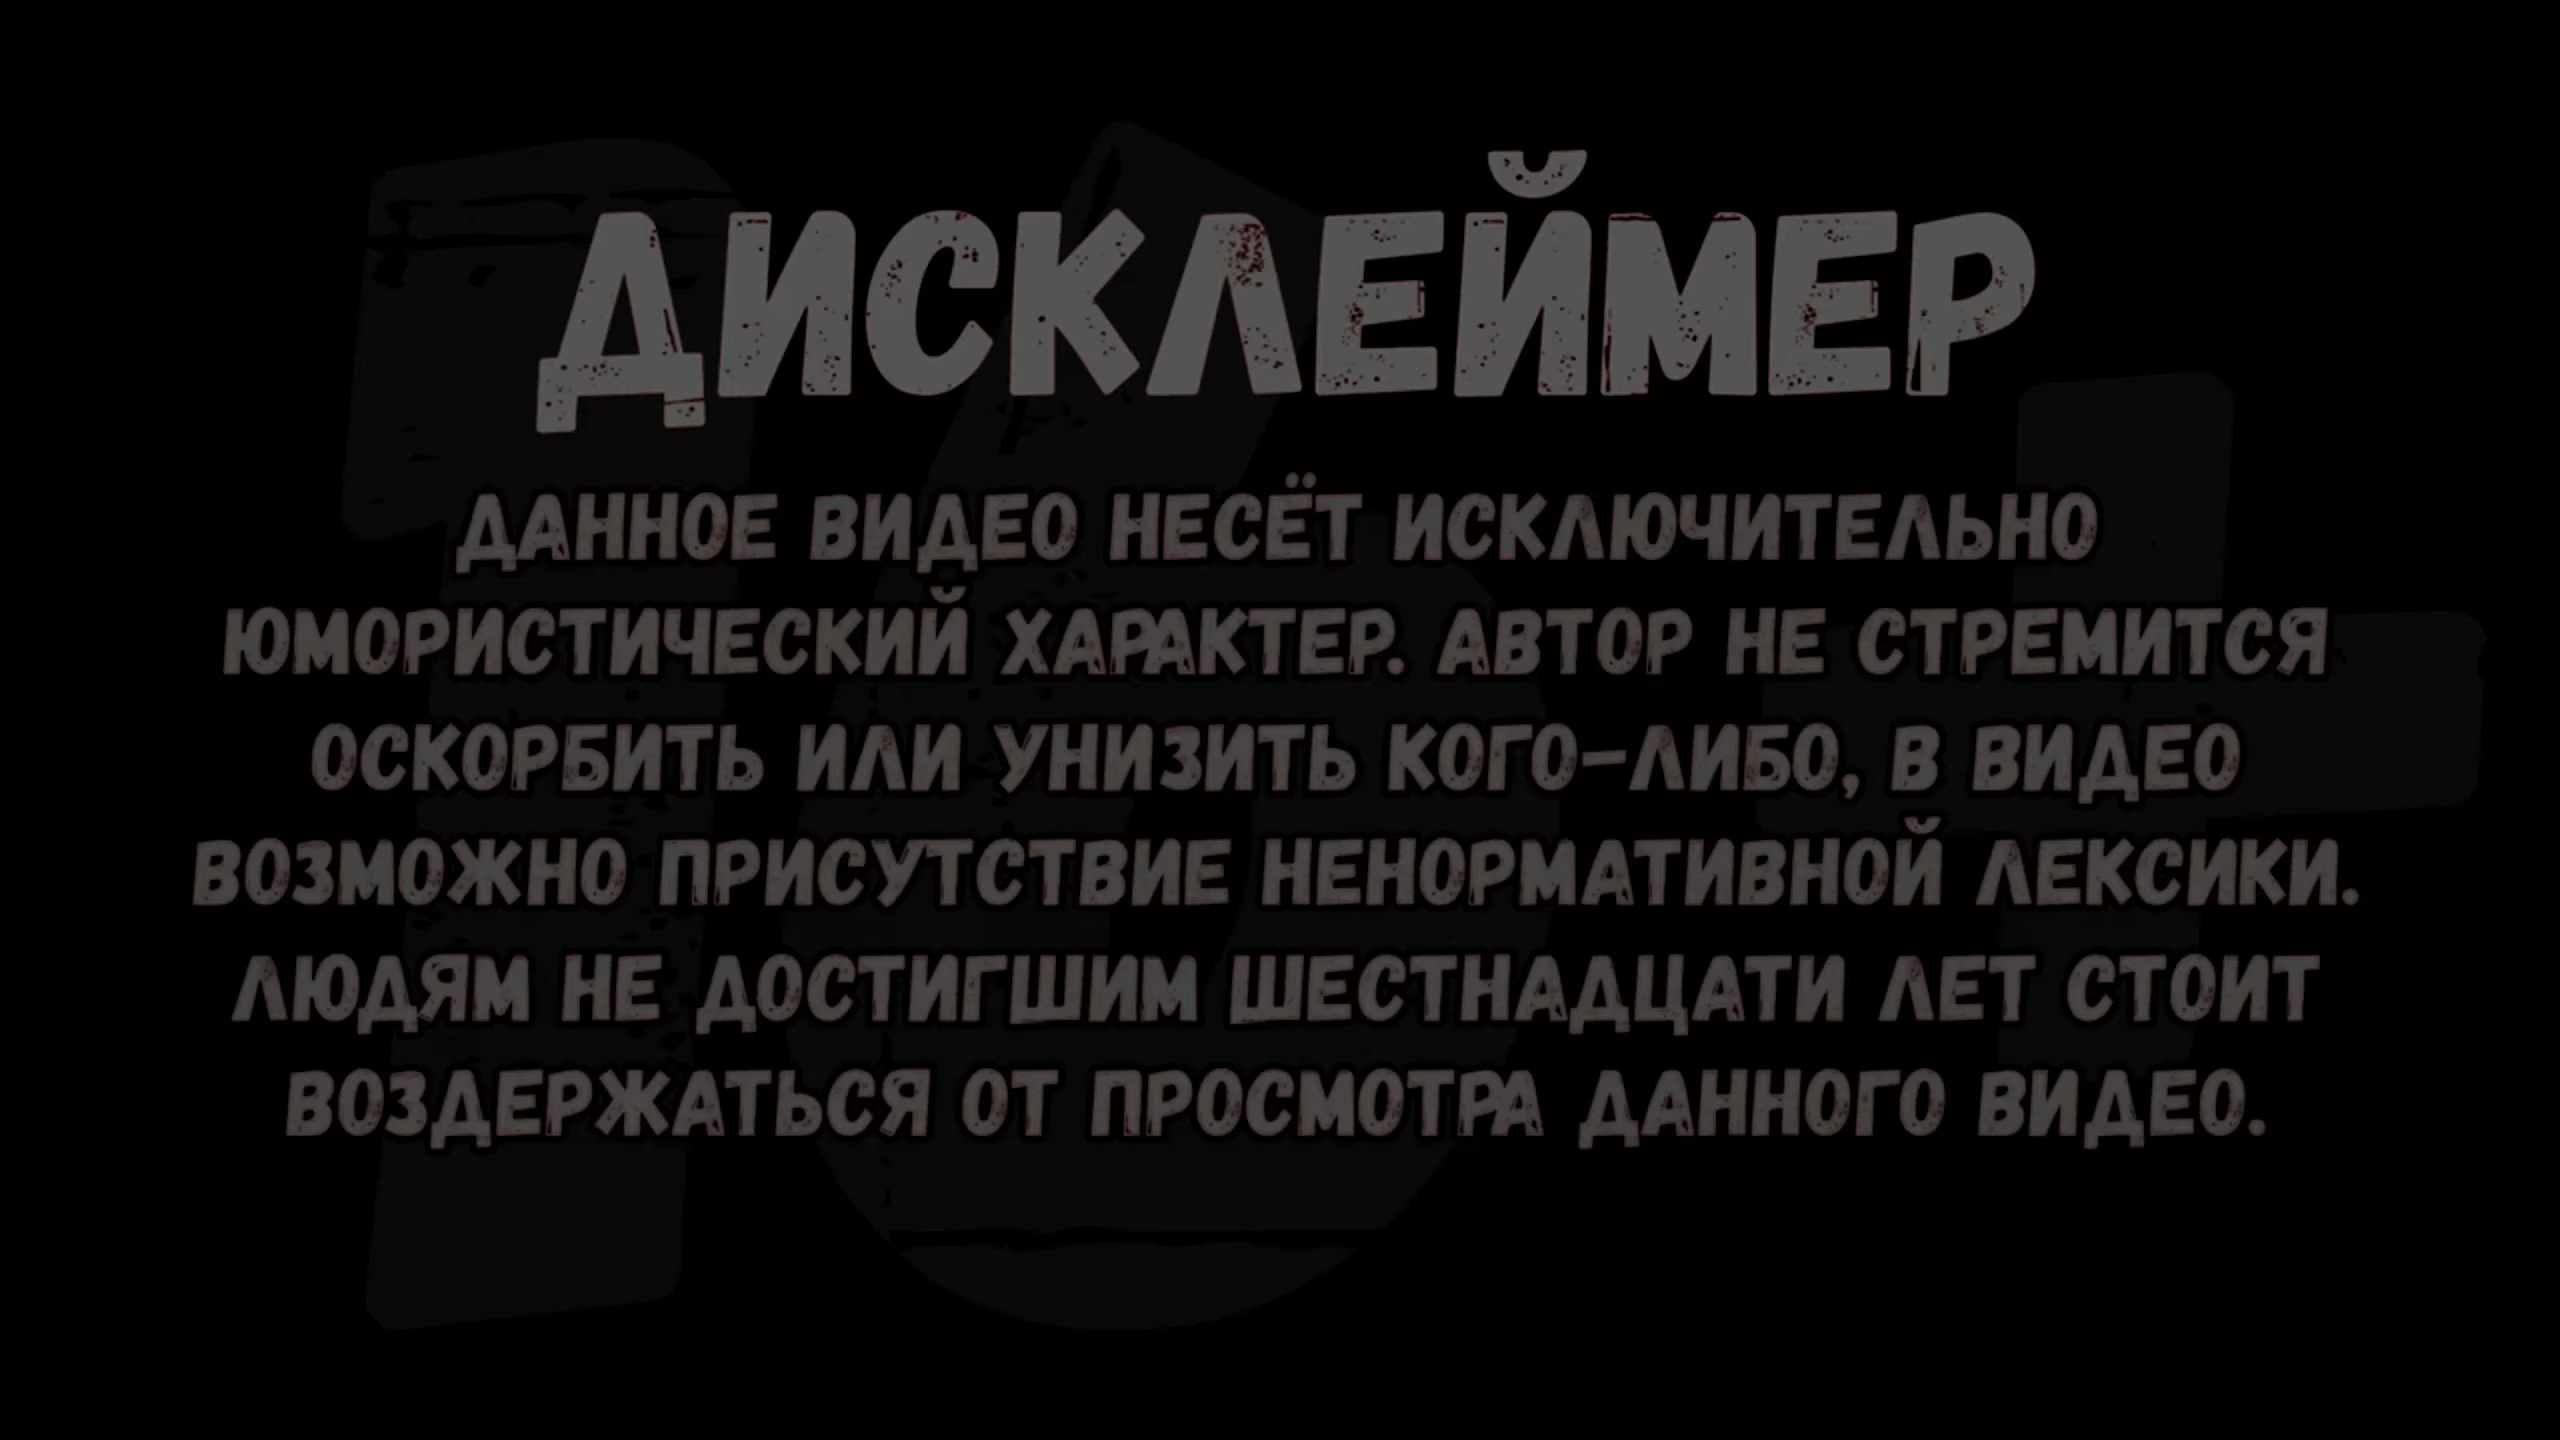 ДИСКЛЕЙМЕР
ДАННОЕ ВИДЕО НЕСЁТ ИСКЛЮЧИТЕЛЬНО
ЮМОРИСТИЧЕСКИЙ ХАРАКТЕР. АВТОР НЕ СТРЕМИТСЯ
ОСКОРБИТЬ ИЛИ УНИЗИТЬ КОГО-ЛИБО, В ВИДЕО
ВОЗМОЖНО ПРИСУТСТВИЕ НЕНОРМАТИВНОЙ ЛЕКСИКИ.
ЛЮДЯМ НЕ ДОСТИГШИМ ШЕСТНАДЦАТИ ЛЕТ СТОИТ
ВОЗДЕРЖАТЬСЯ ОТ ПРОСМОТРА ДАННОГО ВИДЕО.
16+